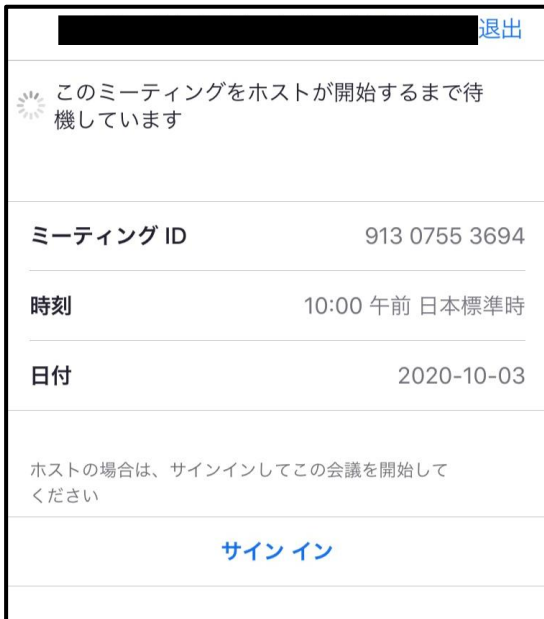 退出
このミーティングをホストが開始するまで待
機しています
ミーティング ID 913 0755 3694
時刻 10:00 午前 日本標準時
日付 2020-10-03
ホストの場合は、サインインしてこの会議を開始して
ください
サイン イン